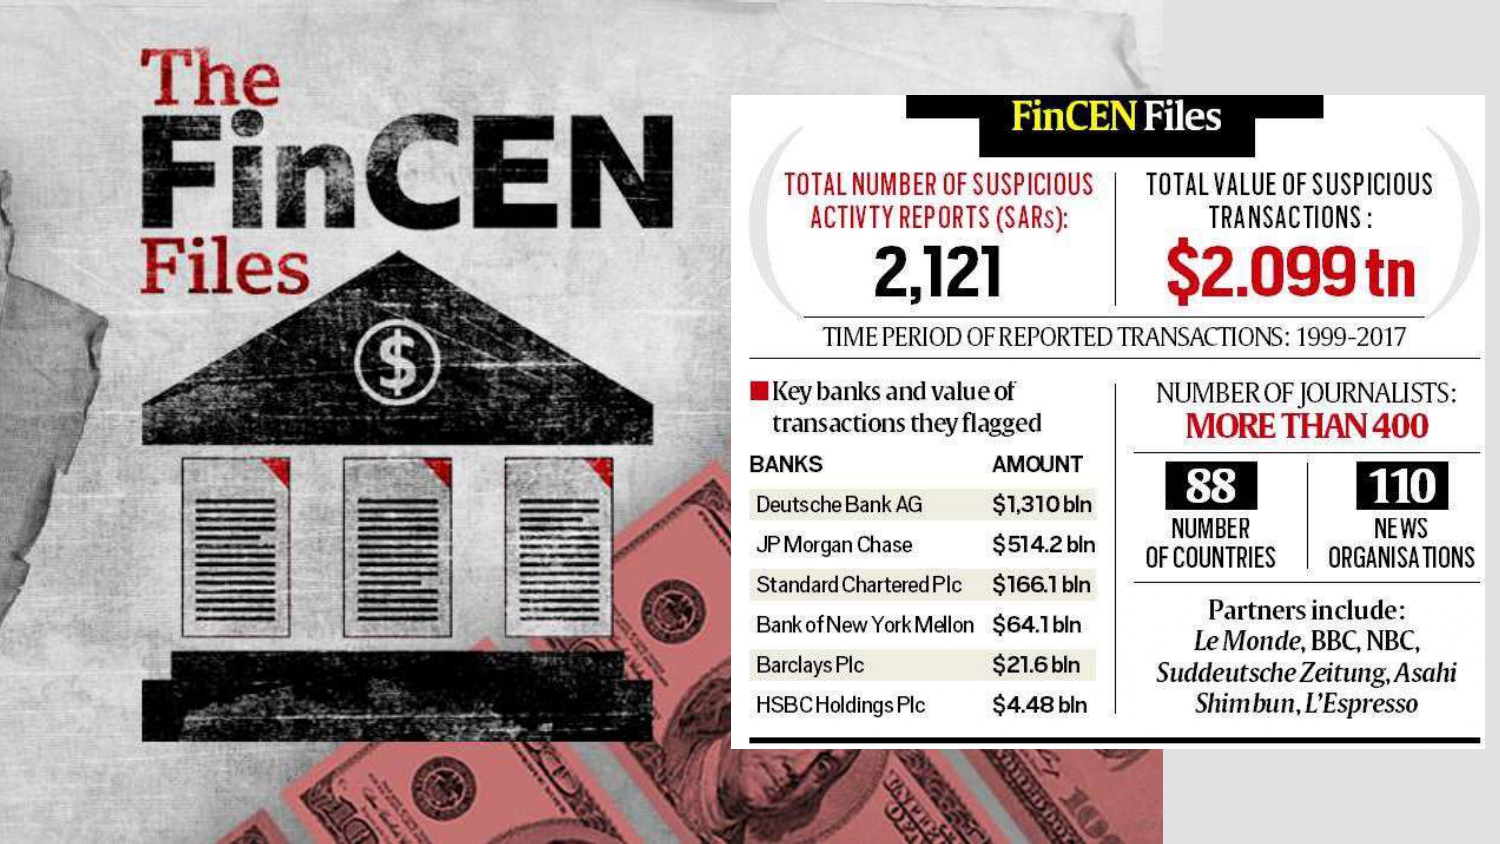 The
FinCEN
Files
$
FinCEN Files
TOTAL NUMBER OF SUSPICIOUS
ACTIVTY REPORTS (SARs):
2,121
TOTAL VALUE OF SUSPICIOUS
TRANSACTIONS :
$2.099 tn
TIME PERIOD OF REPORTED TRANSACTIONS: 1999-2017
Key banks and value of
transactions they flagged
BANKS AMOUNT
Deutsche Bank AG $1,310 bln
JP Morgan Chase $514.2 bln
Standard Chartered Plc $166.1 bln
Bank of New York Mellon $64.1 bln
Barclays Plc $21.6 bln
HSBC Holdings Plc $4.48 bln
NUMBER OF JOURNALISTS:
MORE THAN 400
88
NUMBER
OF COUNTRIES
110
NEWS
ORGANISATIONS
Partners include:
Le Monde, BBC, NBC,
Suddeutsche Zeitung, Asahi
Shimbun, L'Espresso